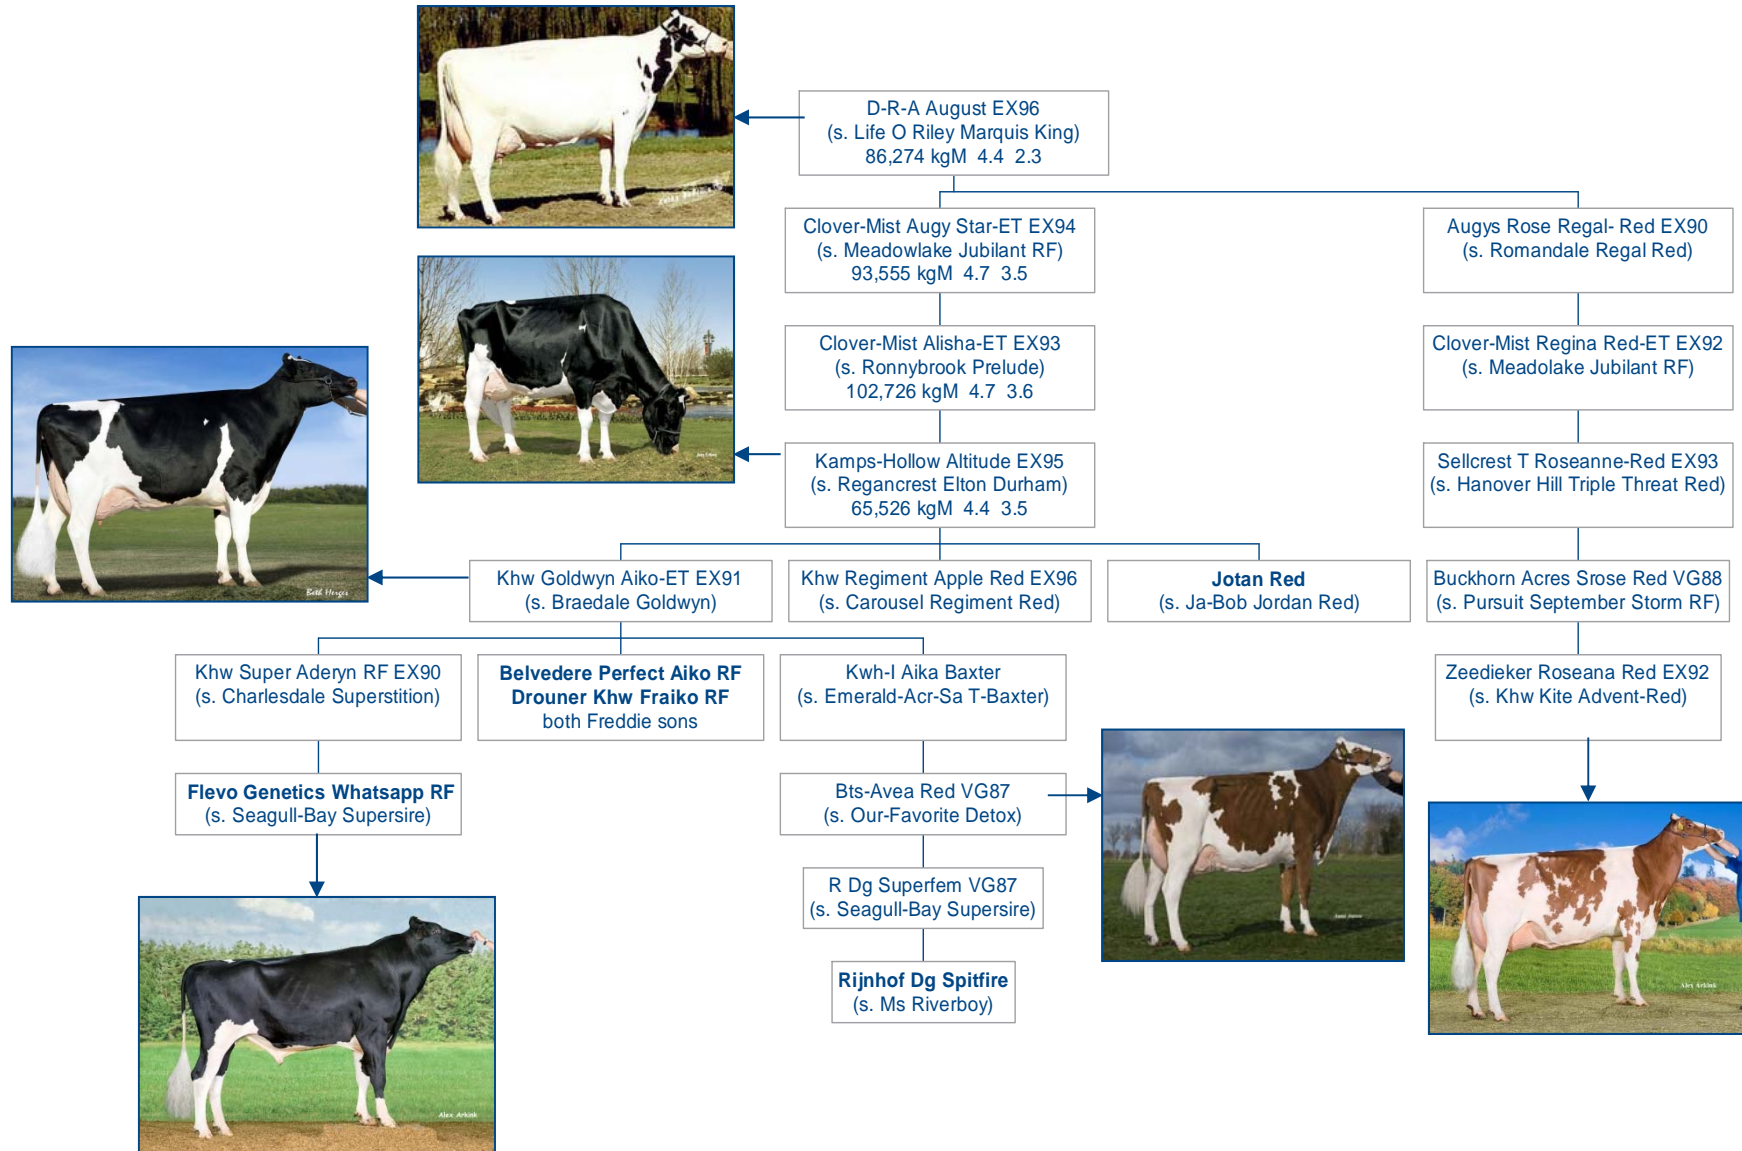 D-R-A August EX96
(s. Life O Riley Marquis King)
86,274 kgM 4.4 2.3
Clover-Mist Augy Star-ET EX94
(s. Meadowlake Jubilant RF)
93,555 kgM 4.7 3.5
Augys Rose Regal- Red EX90
(s. Romandale Regal Red)
Clover-Mist Alisha-ET EX93
(s. Ronnybrook Prelude)
102,726 kgM 4.7 3.6
Clover-Mist Regina Red-ET EX92
(s. Meadolake Jubilant RF)
Kamps-Hollow Altitude EX95
(s. Regancrest Elton Durham)
65,526 kgM 4.4 3.5
Sellcrest T Roseanne-Red EX93
(s. Hanover Hill Triple Threat Red)
Khw Goldwyn Aiko-ET EX91
(s. Braedale Goldwyn)
Khw Regiment Apple Red EX96
(s. Carousel Regiment Red)
Jotan Red
(s. Ja-Bob Jordan Red)
Buckhorn Acres Srose Red VG88
(s. Pursuit September Storm RF)
Beth Herges
Khw Super Aderyn RF EX90
(s. Charlesdale Superstition)
Belvedere Perfect Aiko RF
Drouner Khw Fraiko RF
both Freddie sons
Kwh-I Aika Baxter
(s. Emerald-Acr-Sa T-Baxter)
Zeedieker Roseana Red EX92
(s. Khw Kite Advent-Red)
Flevo Genetics Whatsapp RF
(s. Seagull-Bay Supersire)
Bts-Avea Red VG87
(s. Our-Favorite Detox)
R Dg Superfem VG87
(s. Seagull-Bay Supersire)
Rijnhof Dg Spitfire
(s. Ms Riverboy)
Alex Arkink
Alex Arkink